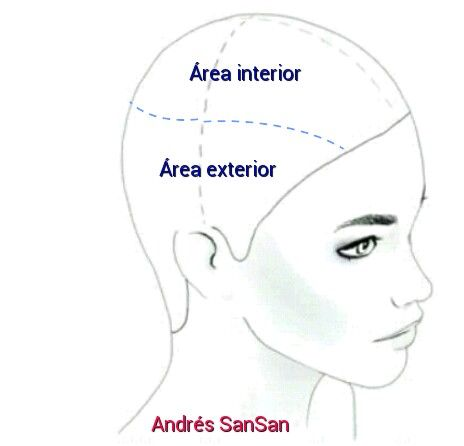 Área interior
Área exterior
Andrés SanSan